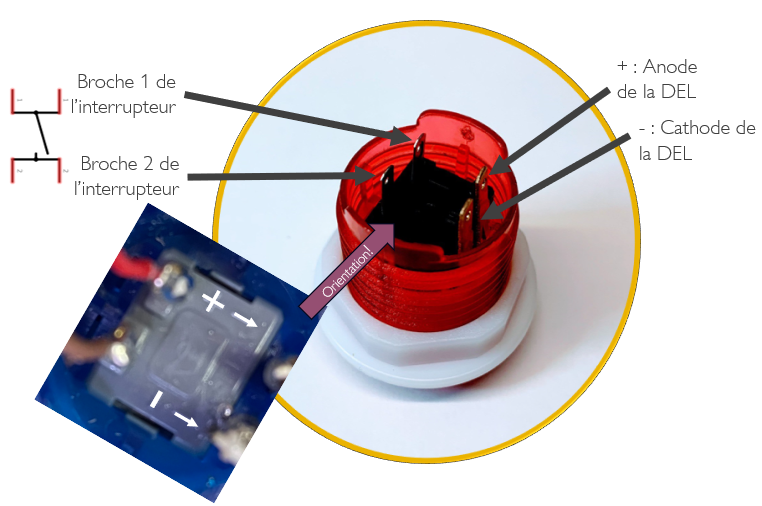 Broche 1 de
l’interrupteur
Broche 2 de
l’interrupteur
+ : Anode
de la DEL
- : Cathode de
la DEL
Orientation!
+
-